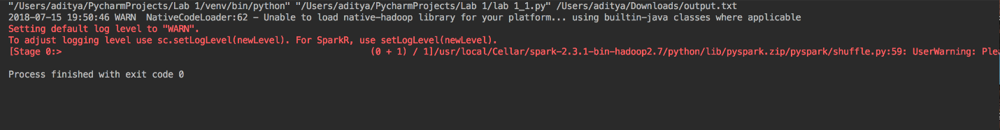 "/Users/aditya/PycharmProjects/Lab 1/venv/bin/python" "/Users/aditya/PycharmProjects/Lab 1/lab 1_1.py" /Users/aditya/Downloads/output.txt
2018-07-15 19:50:46 WARN  NativeCodeLoader:62 - Unable to load native-hadoop library for your platform... using builtin-java classes where applicable
Setting default log level to "WARN".
To adjust logging level use sc.setLogLevel(newLevel). For SparkR, use setLogLevel(newLevel).
[Stage 0:>                                                          (0 + 1) / 1]/usr/local/Cellar/spark-2.3.1-bin-hadoop2.7/python/lib/pyspark.zip/pyspark/shuffle.py:59: UserWarning: Plea
Process finished with exit code 0